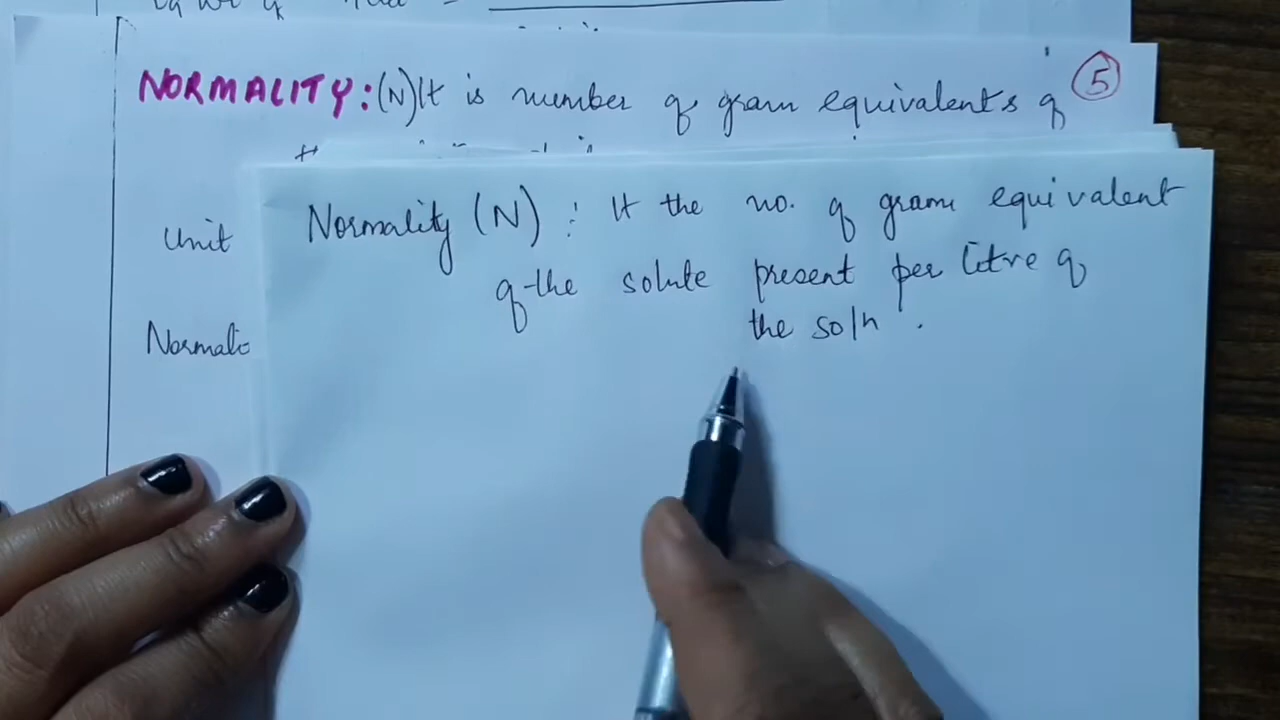 NORMALITY: (N) It is number of gram equivalents of 5
Normality (N) : It the no. of gram equivalent
of the solute present per litre of
the soln .
Unit
Normali